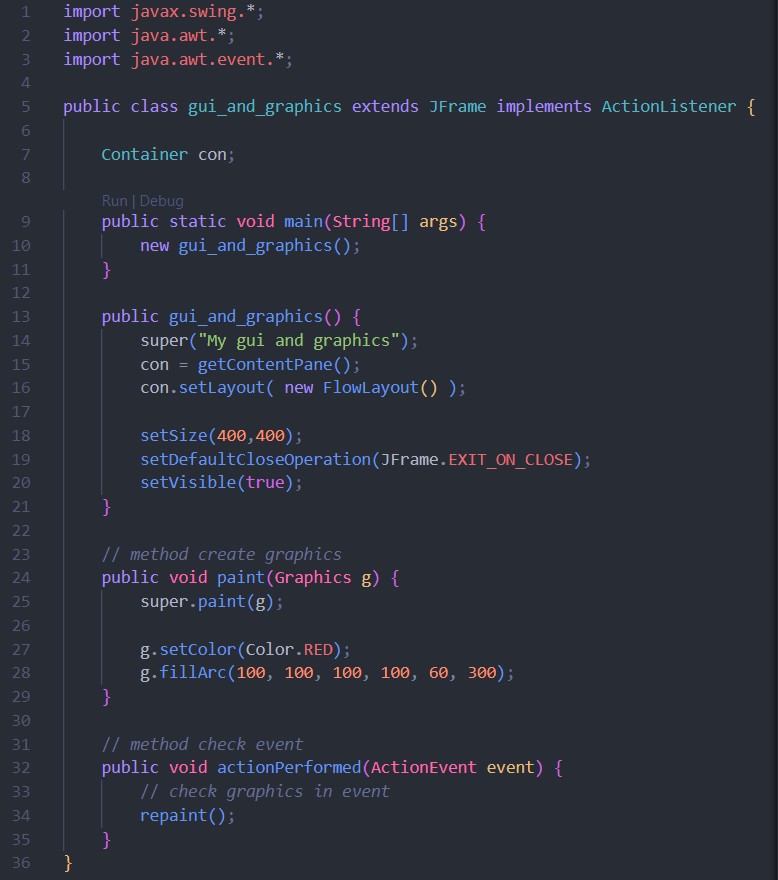 1 import javax.swing.*;
2 import java.awt.*;
3 import java.awt.event.*;
4
5 public class gui_and_graphics extends JFrame implements ActionListener {
6
7     Container con;
8
    Run | Debug
9     public static void main(String[] args) {
10         new gui_and_graphics();
11     }
12
13     public gui_and_graphics() {
14         super("My gui and graphics");
15         con = getContentPane();
16         con.setLayout( new FlowLayout() );
17
18         setSize(400,400);
19         setDefaultCloseOperation(JFrame.EXIT_ON_CLOSE);
20         setVisible(true);
21     }
22
23     // method create graphics
24     public void paint(Graphics g) {
25         super.paint(g);
26
27         g.setColor(Color.RED);
28         g.fillArc(100, 100, 100, 100, 60, 300);
29     }
30
31     // method check event
32     public void actionPerformed(ActionEvent event) {
33         // check graphics in event
34         repaint();
35     }
36 }